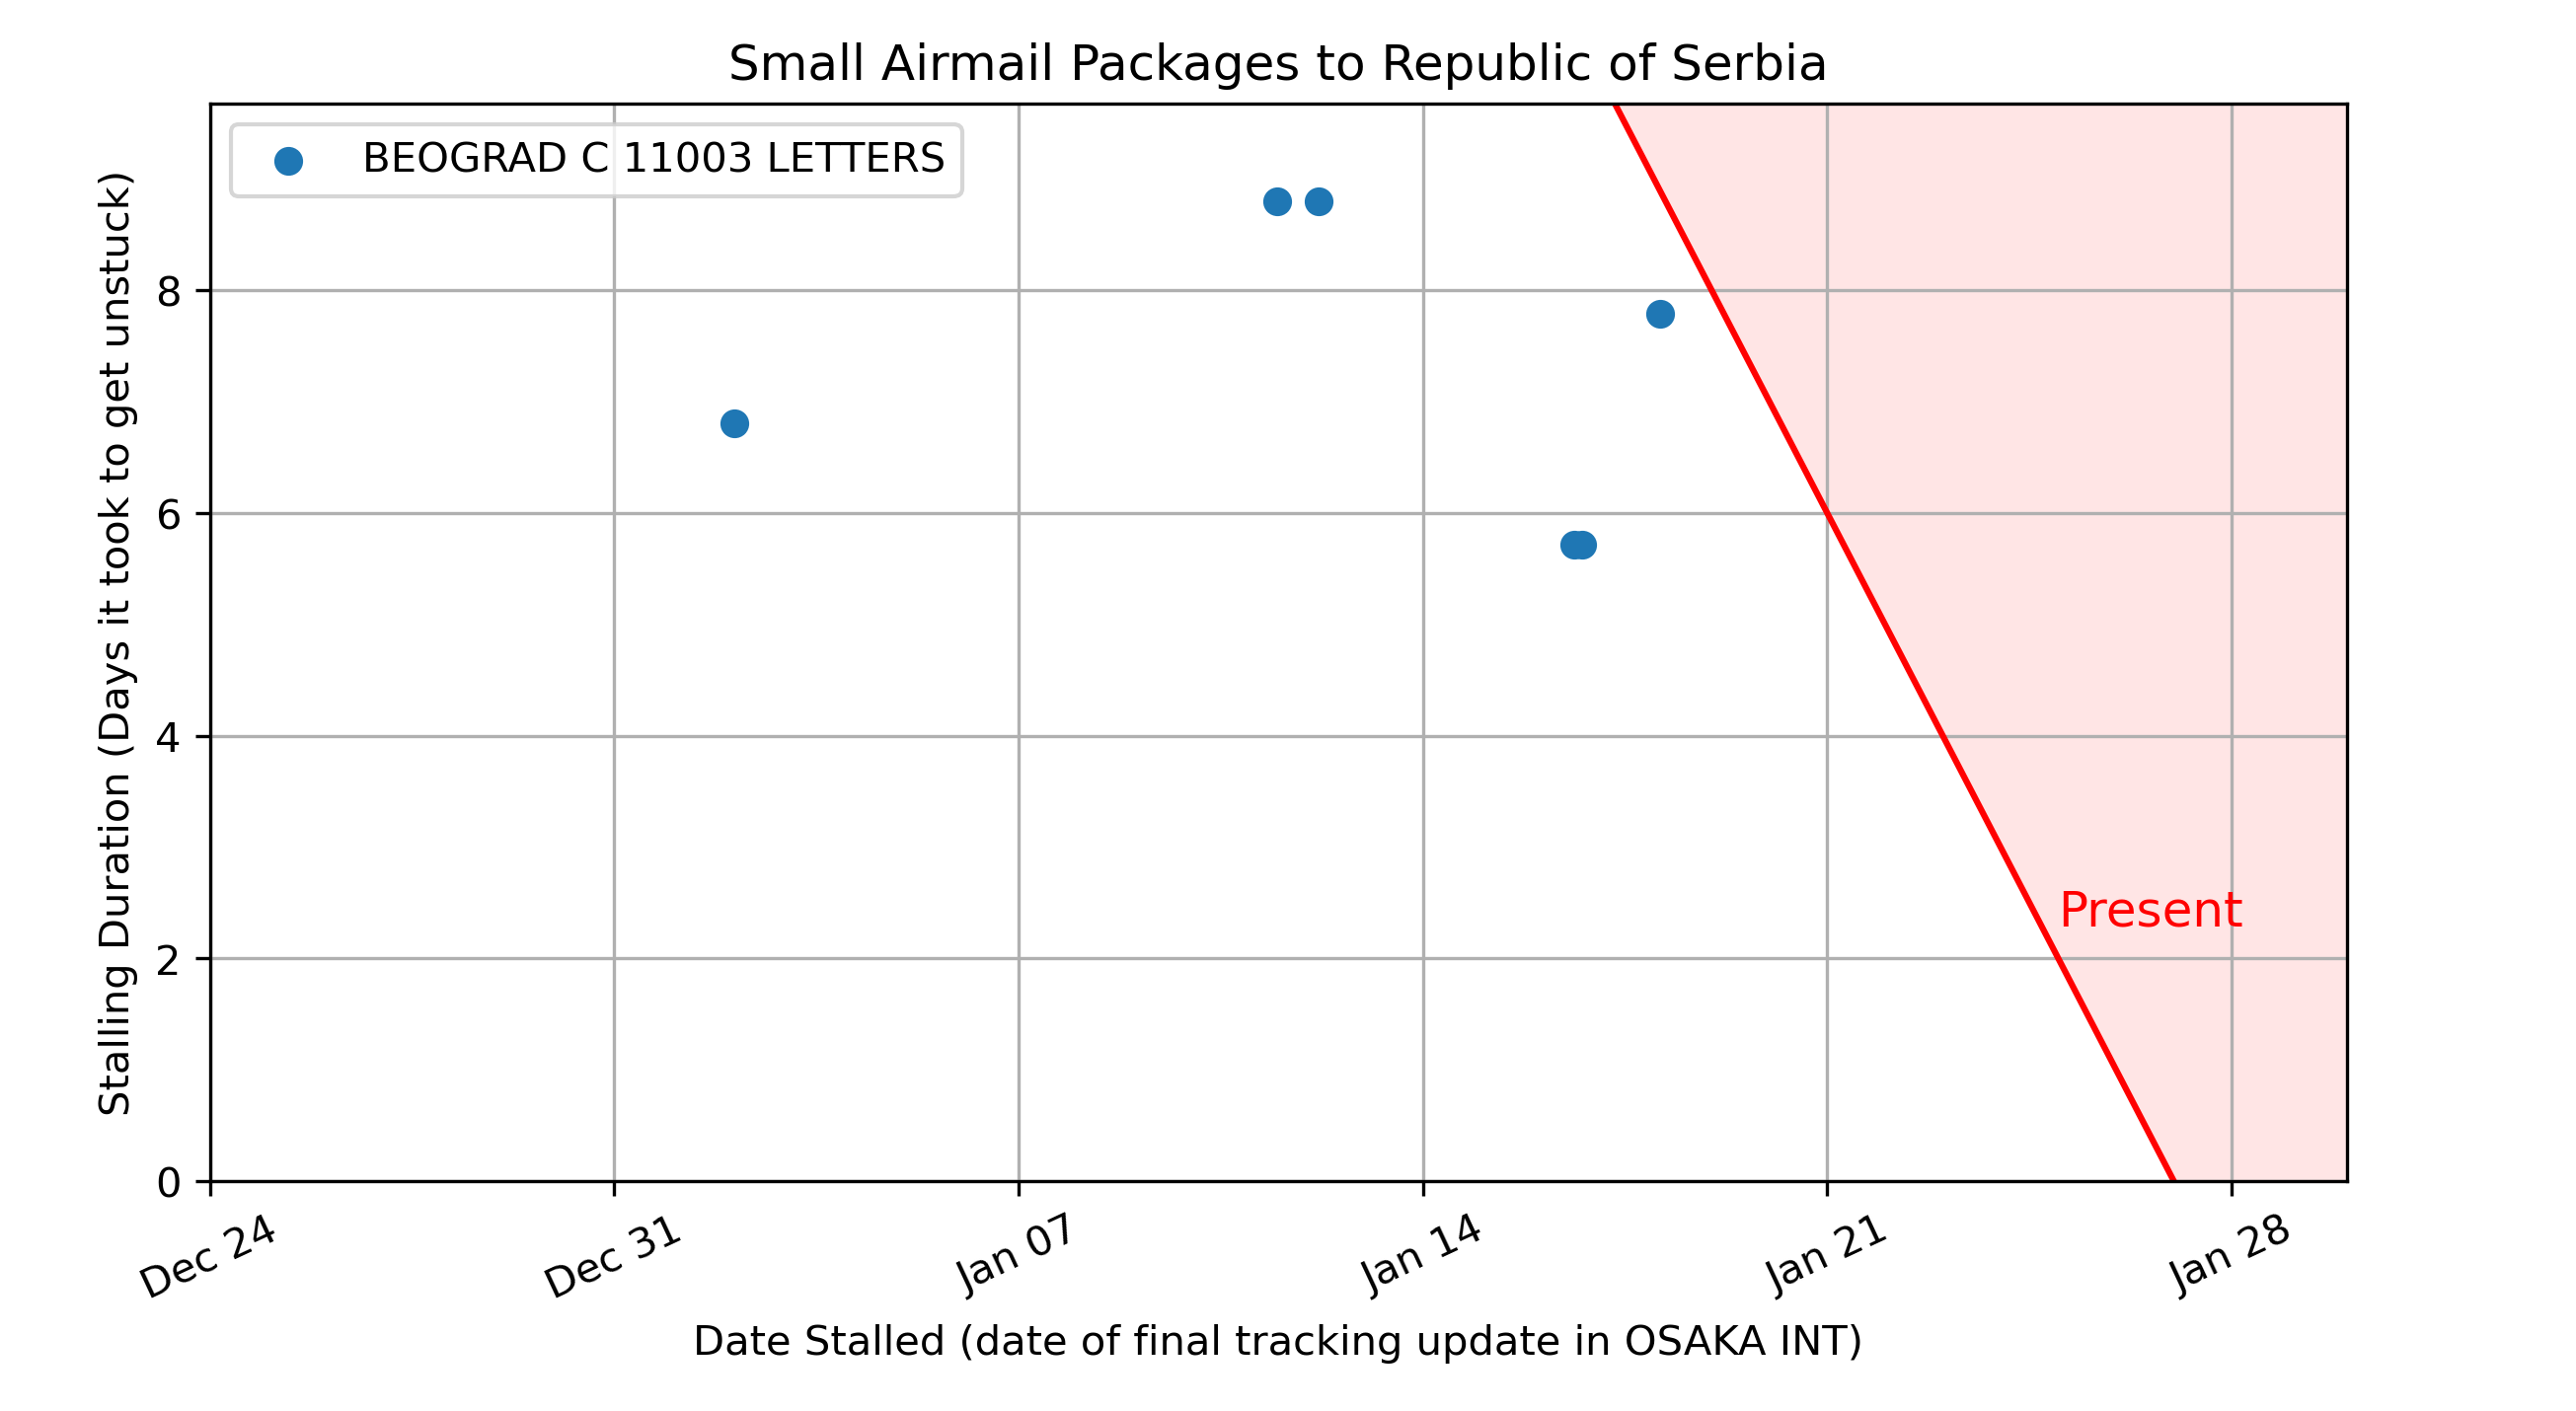 Small Airmail Packages to Republic of Serbia
BEOGRAD C 11003 LETTERS
Stalling Duration (Days it took to get unstuck)
8
6
4
2
0
Present
Dec 24
Dec 31
Jan 07
Jan 14
Jan 21
Jan 28
Date Stalled (date of final tracking update in OSAKA INT)